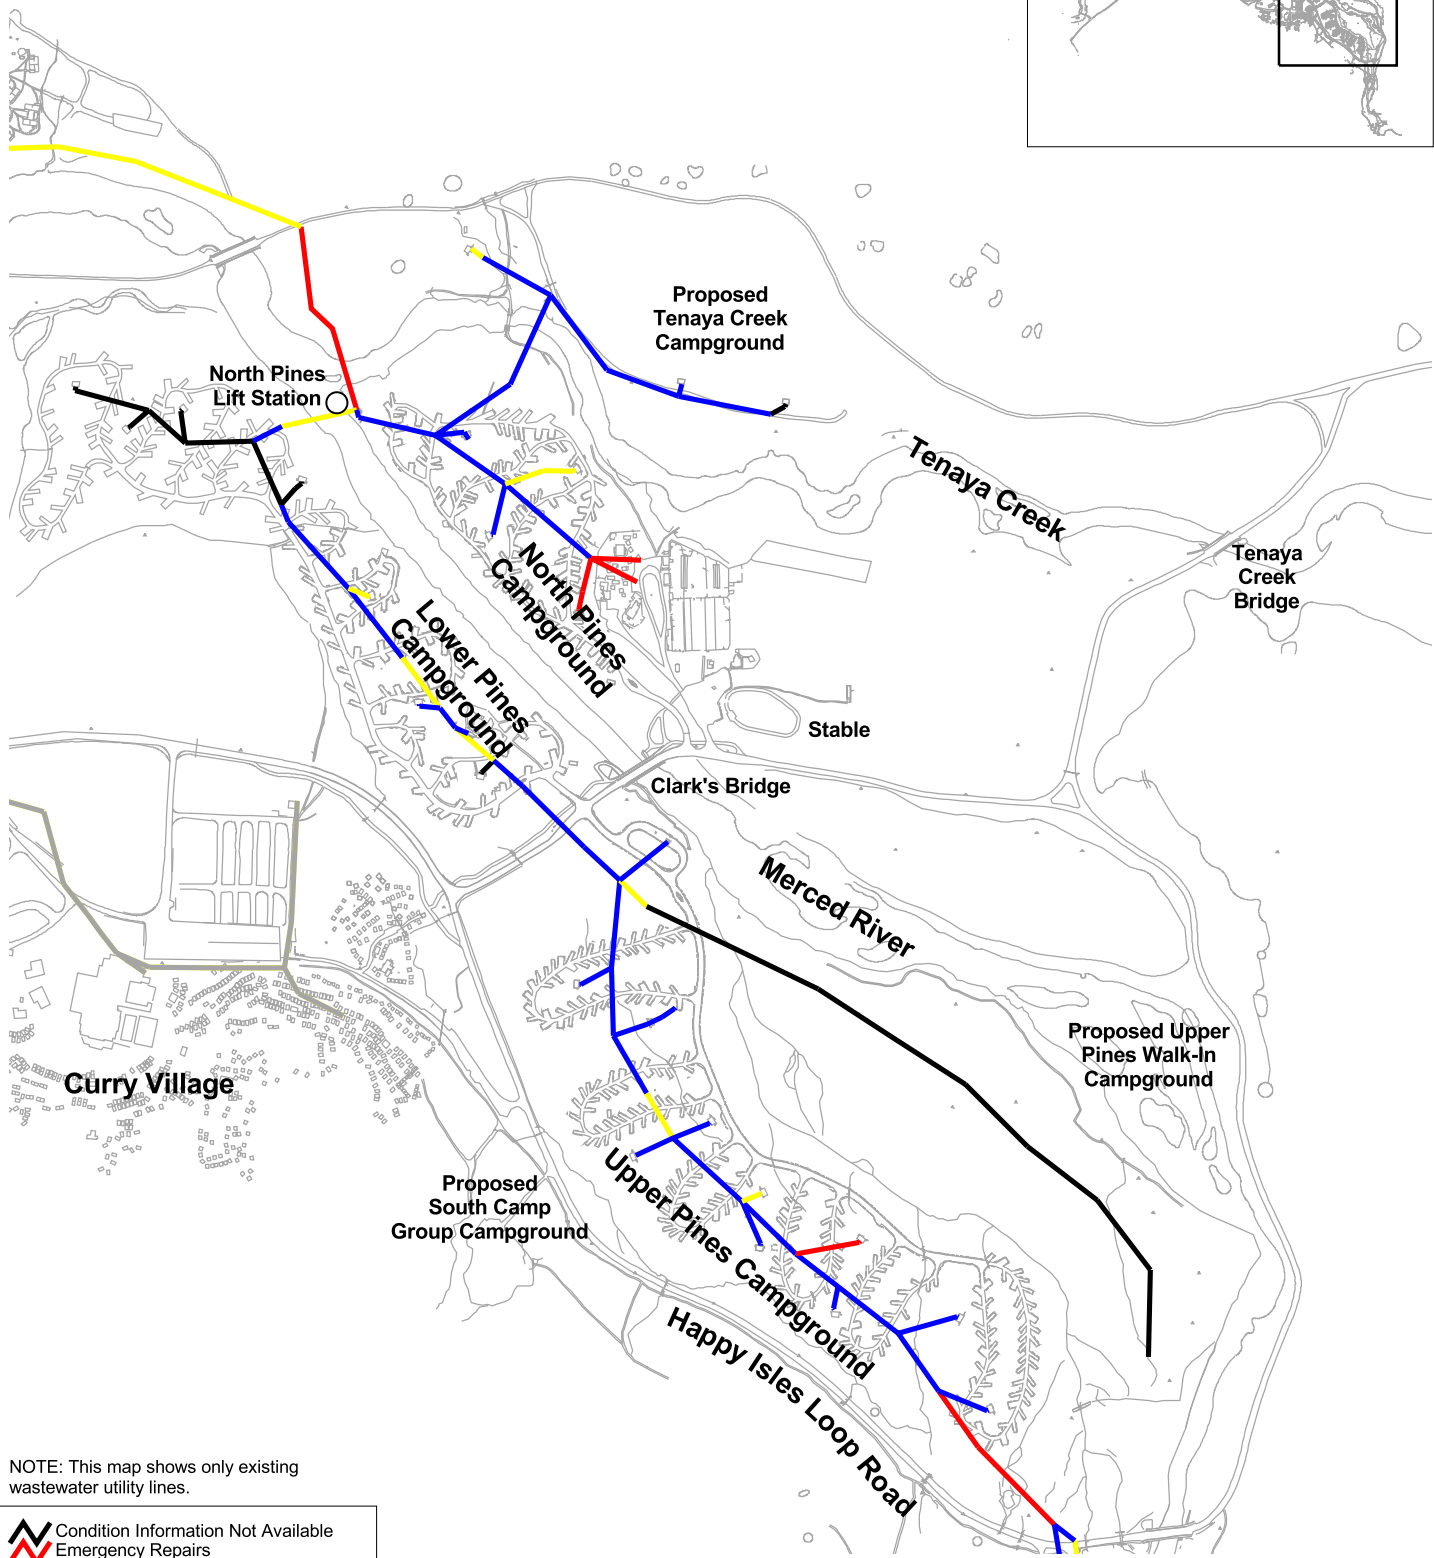 Proposed
Tenaya Creek
Campground
North Pines
Lift Station
Tenaya Creek
Tenaya
Creek
Bridge
North Pines
Campground
Lower Pines
Campground
Stable
Clark's Bridge
Merced River
Proposed Upper
Pines Walk-In
Campground
Curry Village
Proposed
South Camp
Group Campground
Upper Pines Campground
Happy Isles Loop Road
NOTE: This map shows only existing
wastewater utility lines.
Condition Information Not Available
Emergency Repairs